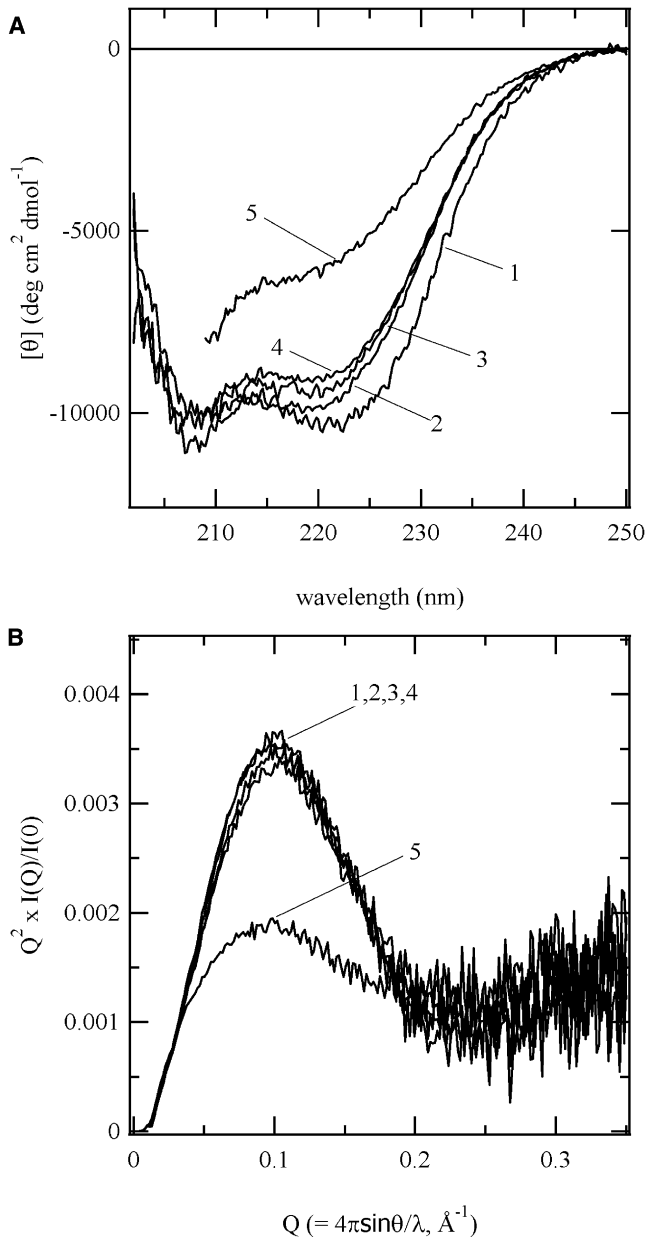 A
0
-5000
-10000
[θ] (deg cm² dmol⁻¹)
5
1
4
3
2
210 220 230 240 250
wavelength (nm)
B
0.004
0.003
0.002
0.001
0
Q² x I(Q)/I(0)
1,2,3,4
5
0 0.1 0.2 0.3
Q (= 4πsinθ/λ, Å⁻¹)